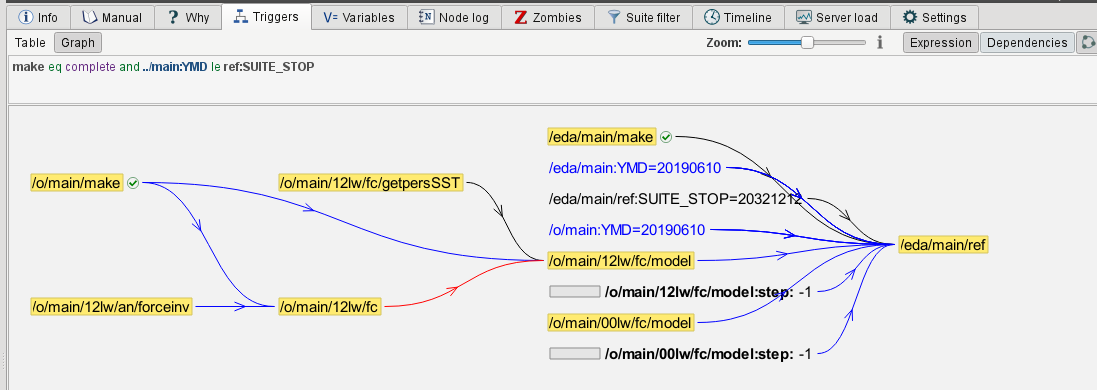 Info Manual ? Why Triggers V= Variables N Node log Z Zombies Suite filter Timeline Server load Settings
Table Graph Zoom: i Expression Dependencies
make eq complete and ../main:YMD le ref:SUITE_STOP
/eda/main/make
/eda/main:YMD=20190610
/o/main/make
/o/main/12lw/fc/getpersSST
/eda/main/ref:SUITE_STOP=20321212
/o/main:YMD=20190610
/eda/main/ref
/o/main/12lw/fc/model
/o/main/12lw/fc/model:step: -1
/o/main/12lw/an/forceinv
/o/main/12lw/fc
/o/main/00lw/fc/model
/o/main/00lw/fc/model:step: -1